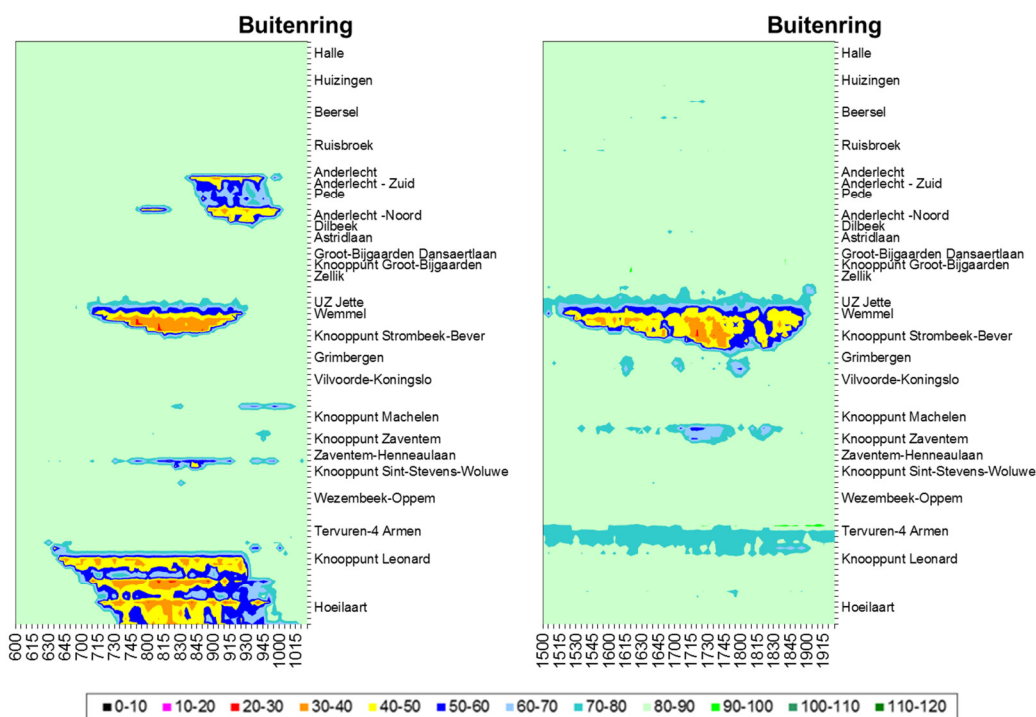 Buitenring
Halle
Huizingen
Beersel
Ruisbroek
Anderlecht
Anderlecht - Zuid
Pede
Anderlecht -Noord
Dilbeek
Astridlaan
Groot-Bijgaarden Dansaertlaan
Knooppunt Groot-Bijgaarden
Zellik
UZ Jette
Wemmel
Knooppunt Strombeek-Bever
Grimbergen
Vilvoorde-Koningslo
Knooppunt Machelen
Knooppunt Zaventem
Zaventem-Henneaulaan
Knooppunt Sint-Stevens-Woluwe
Wezembeek-Oppem
Tervuren-4 Armen
Knooppunt Leonard
Hoeilaart
600 615 630 645 700 715 730 745 800 815 830 845 900 915 930 945 1000 1015
Buitenring
Halle
Huizingen
Beersel
Ruisbroek
Anderlecht
Anderlecht - Zuid
Pede
Anderlecht -Noord
Dilbeek
Astridlaan
Groot-Bijgaarden Dansaertlaan
Knooppunt Groot-Bijgaarden
Zellik
UZ Jette
Wemmel
Knooppunt Strombeek-Bever
Grimbergen
Vilvoorde-Koningslo
Knooppunt Machelen
Knooppunt Zaventem
Zaventem-Henneaulaan
Knooppunt Sint-Stevens-Woluwe
Wezembeek-Oppem
Tervuren-4 Armen
Knooppunt Leonard
Hoeilaart
1500 1515 1530 1545 1600 1615 1630 1645 1700 1715 1730 1745 1800 1815 1830 1845 1900 1915
0-10 10-20 20-30 30-40 40-50 50-60 60-70 70-80 80-90 90-100 100-110 110-120